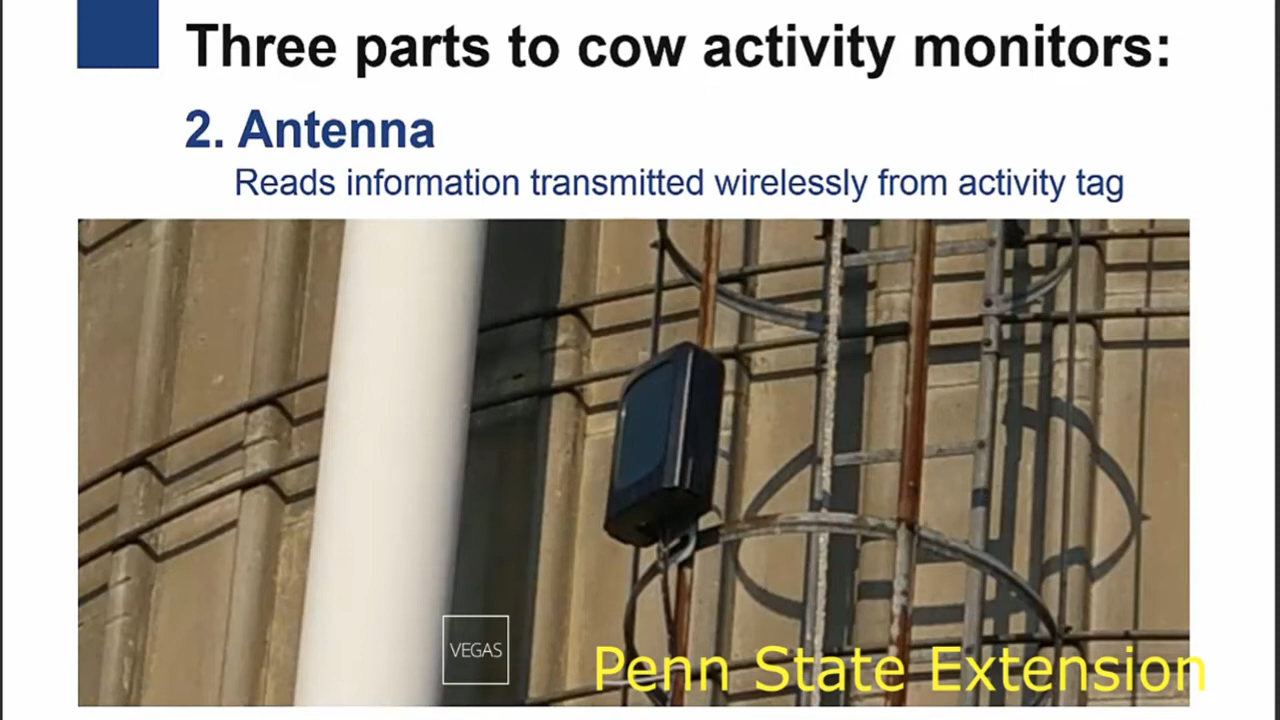 Three parts to cow activity monitors:
2. Antenna
Reads information transmitted wirelessly from activity tag
VEGAS
Penn State Extension